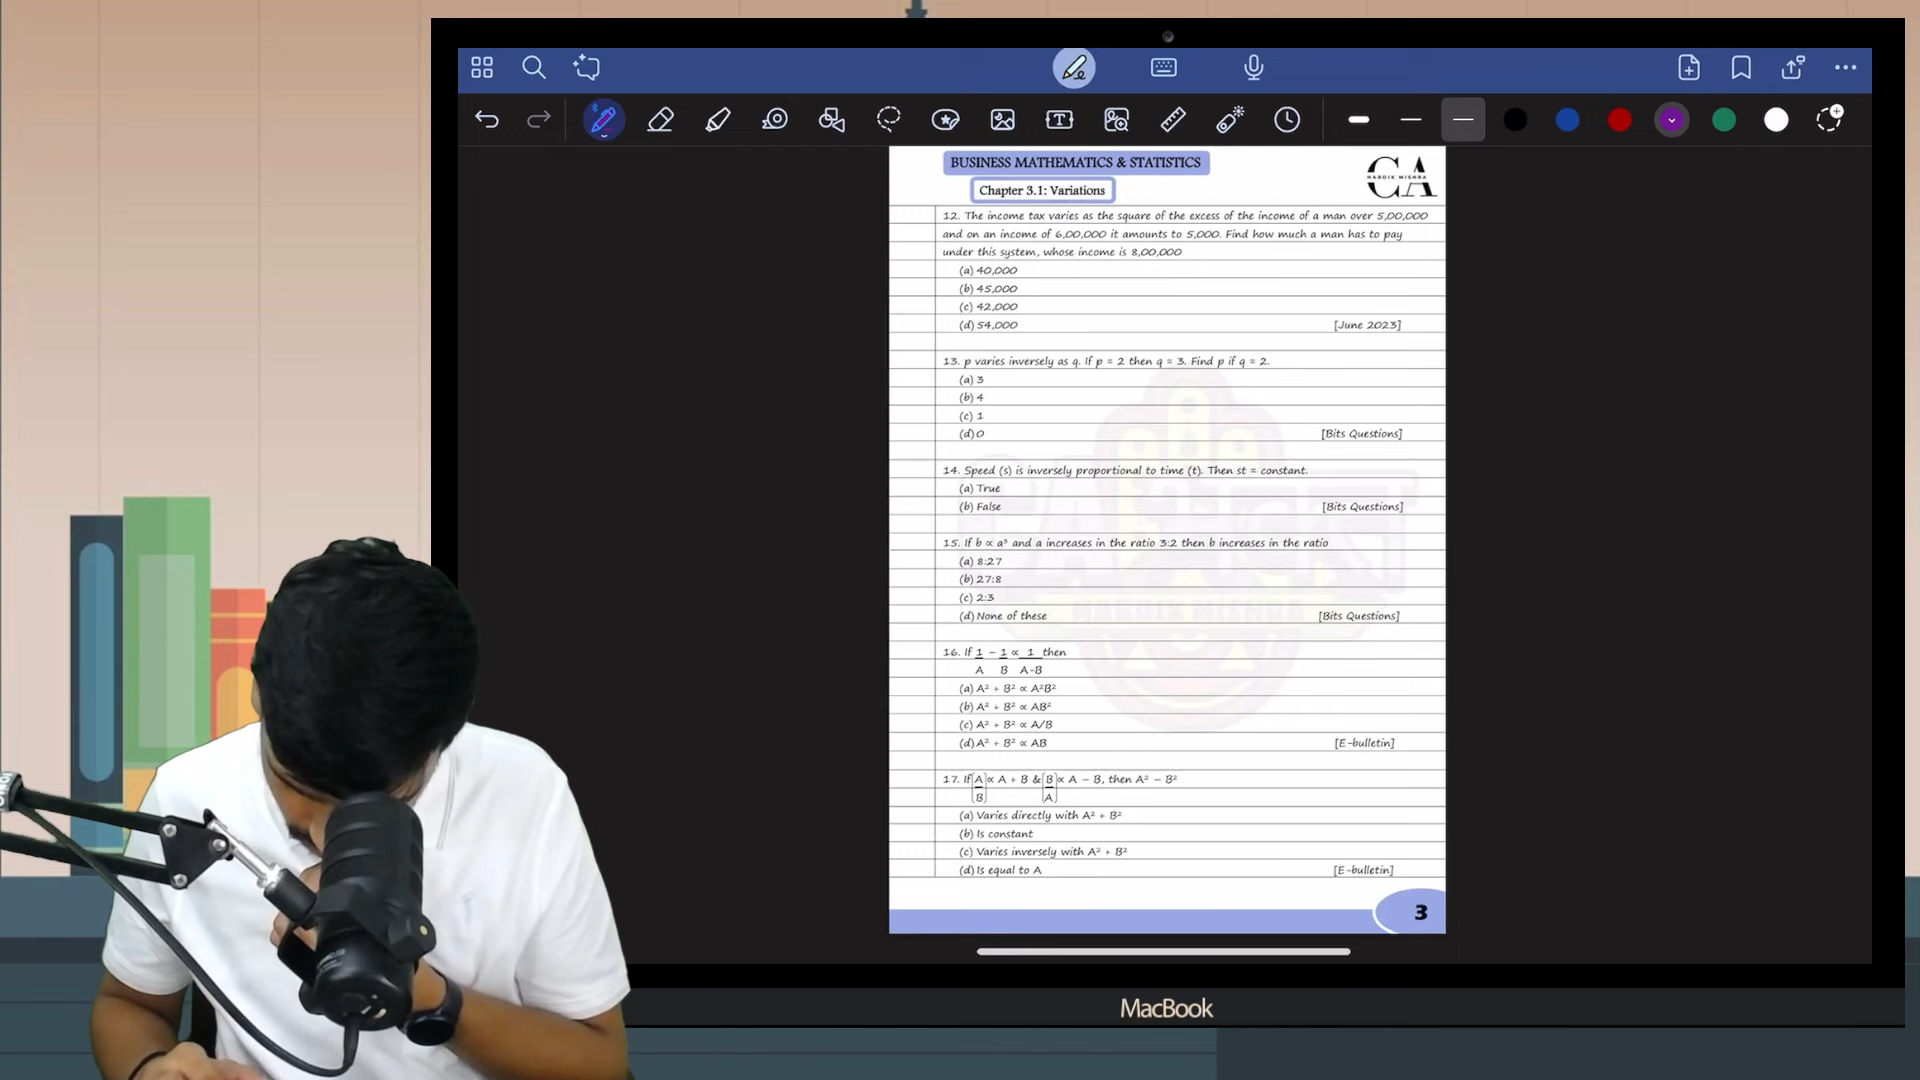 BUSINESS MATHEMATICS & STATISTICS
Chapter 3.1: Variations
CA
HARDIK MISHRA
12. The income tax varies as the square of the excess of the income of a man over 5,00,000
and on an income of 6,00,000 it amounts to 5,000. Find how much a man has to pay
under this system, whose income is 8,00,000
(a) 40,000
(b) 45,000
(c) 42,000
(d) 54,000 [June 2023]
13. p varies inversely as q. If p = 2 then q = 3. Find p if q = 2.
(a) 3
(b) 4
(c) 1
(d) 0 [Bits Questions]
14. Speed (s) is inversely proportional to time (t). Then st = constant.
(a) True
(b) False [Bits Questions]
15. If b ∝ a³ and a increases in the ratio 3:2 then b increases in the ratio
(a) 8:27
(b) 27:8
(c) 2:3
(d) None of these [Bits Questions]
16. If 1 − 1 ∝ 1 then
A B A-B
(a) A² + B² ∝ A²B²
(b) A² + B² ∝ AB²
(c) A² + B² ∝ A/B
(d) A² + B² ∝ AB [E-bulletin]
17. If [A ∝ A + B & [B ∝ A − B, then A² − B²
B] A]
(a) Varies directly with A² + B²
(b) Is constant
(c) Varies inversely with A² + B²
(d) Is equal to A [E-bulletin]
HARDIK MISHRA
3
MacBook